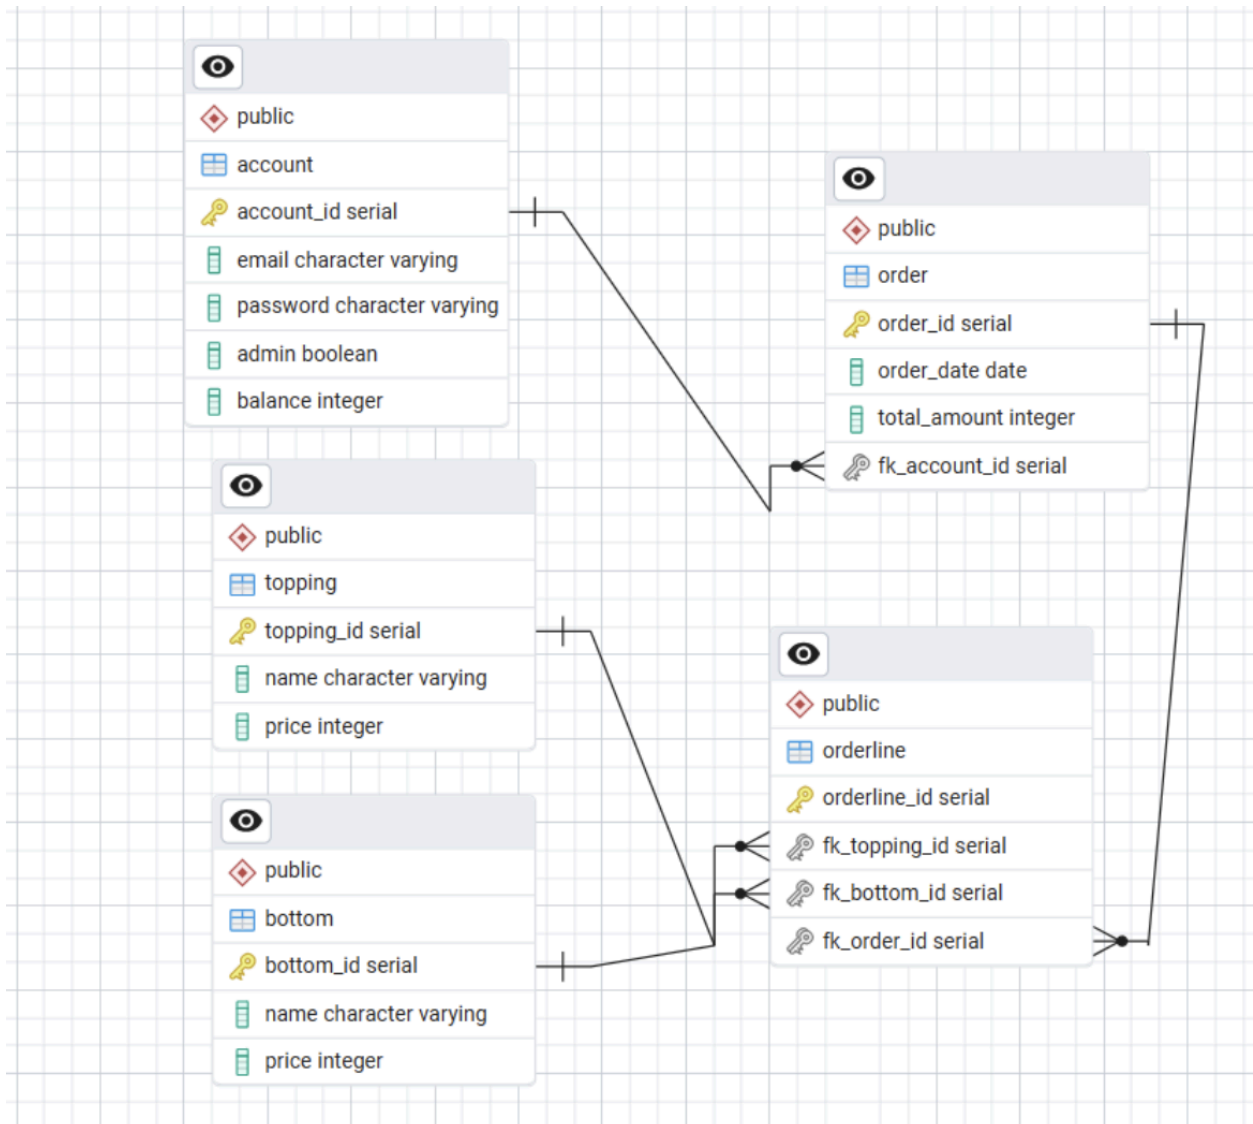 public
account
account_id serial
email character varying
password character varying
admin boolean
balance integer
public
order
order_id serial
order_date date
total_amount integer
fk_account_id serial
public
topping
topping_id serial
name character varying
price integer
public
orderline
orderline_id serial
fk_topping_id serial
fk_bottom_id serial
fk_order_id serial
public
bottom
bottom_id serial
name character varying
price integer